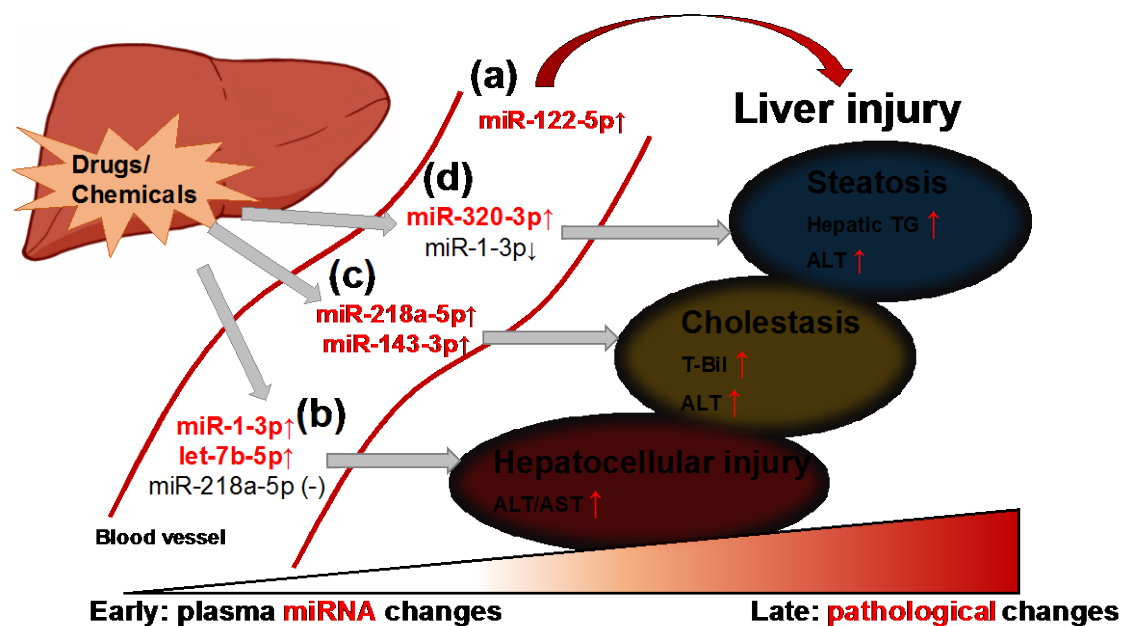 (a)
miR-122-5p↑
Liver injury
Drugs/
Chemicals
(d)
miR-320-3p↑
miR-1-3p↓
Steatosis
Hepatic TG ↑
ALT ↑
(c)
miR-218a-5p↑
miR-143-3p↑
Cholestasis
T-Bil ↑
ALT ↑
(b)
miR-1-3p↑
let-7b-5p↑
miR-218a-5p (-)
Hepatocellular injury
ALT/AST ↑
Blood vessel
Early: plasma miRNA changes
Late: pathological changes